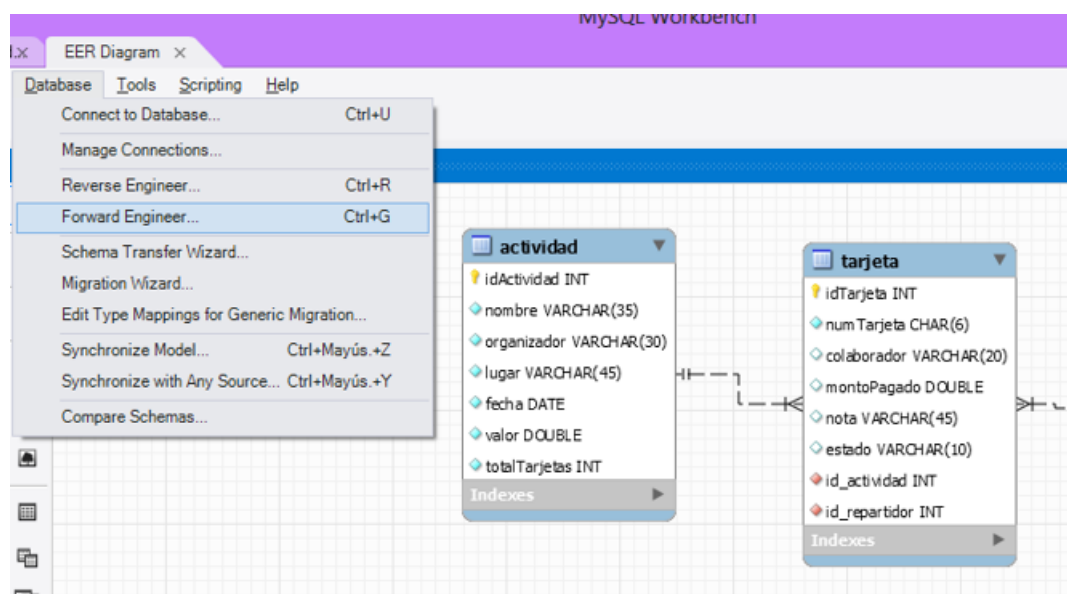 MySQL Workbench
EER Diagram
Database Tools Scripting Help
Connect to Database... Ctrl+U
Manage Connections...
Reverse Engineer... Ctrl+R
Forward Engineer... Ctrl+G
Schema Transfer Wizard...
Migration Wizard...
Edit Type Mappings for Generic Migration...
Synchronize Model... Ctrl+Mayús.+Z
Synchronize with Any Source... Ctrl+Mayús.+Y
Compare Schemas...
actividad
idActividad INT
nombre VARCHAR(35)
organizador VARCHAR(30)
lugar VARCHAR(45)
fecha DATE
valor DOUBLE
totalTarjetas INT
Indexes
tarjeta
idTarjeta INT
numTarjeta CHAR(6)
colaborador VARCHAR(20)
montoPagado DOUBLE
nota VARCHAR(45)
estado VARCHAR(10)
id_actividad INT
id_repartidor INT
Indexes